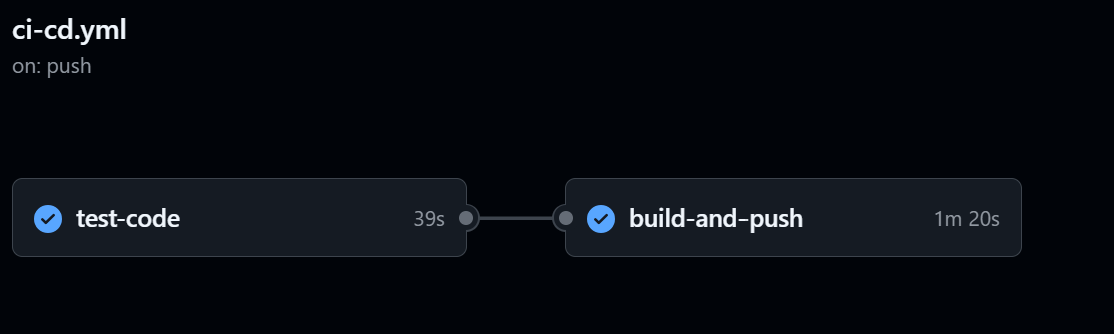 ci-cd.yml
on: push
test-code 39s
build-and-push 1m 20s